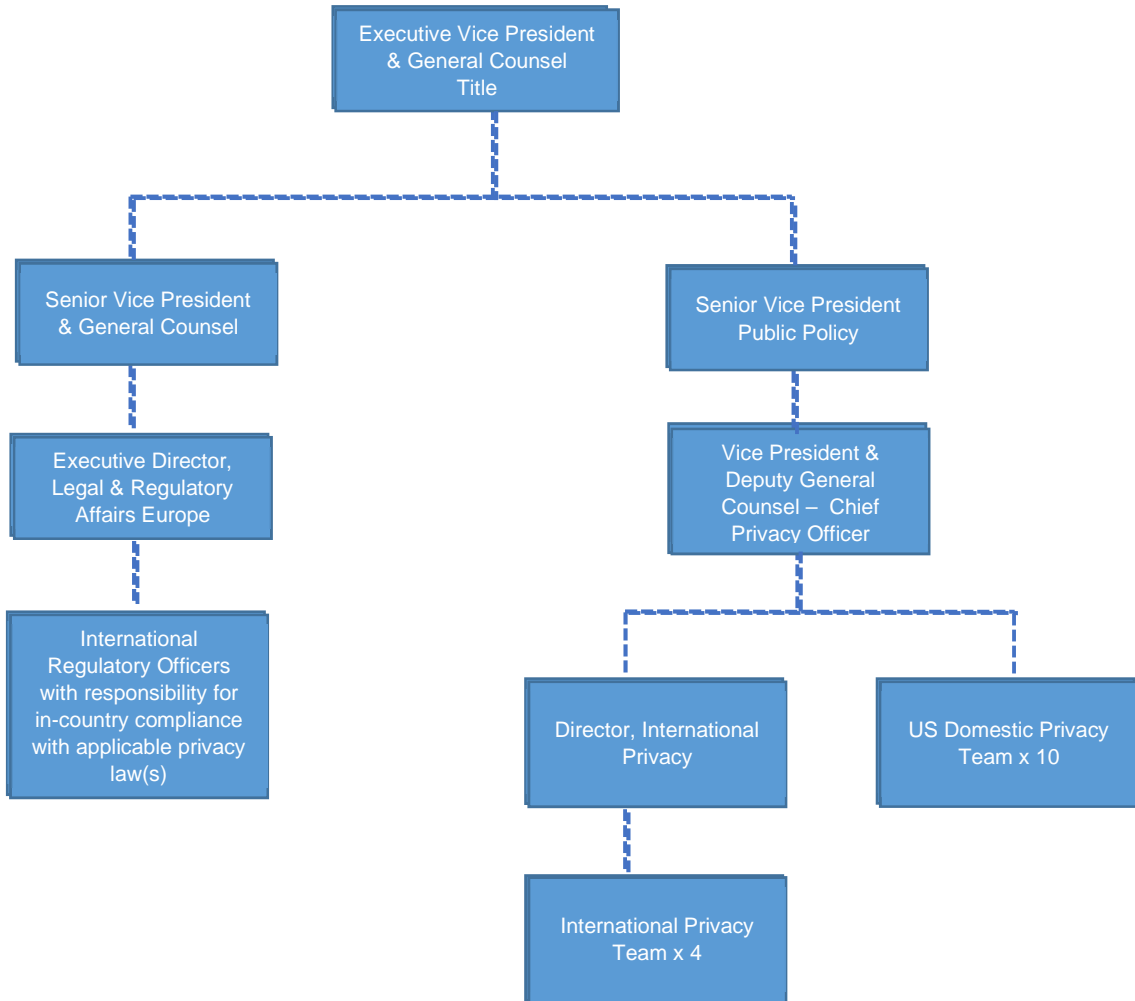 Executive Vice President
& General Counsel
Title
Senior Vice President
& General Counsel
Senior Vice President
Public Policy
Executive Director,
Legal & Regulatory
Affairs Europe
Vice President &
Deputy General
Counsel – Chief
Privacy Officer
International
Regulatory Officers
with responsibility for
in-country compliance
with applicable privacy
law(s)
Director, International
Privacy
US Domestic Privacy
Team x 10
International Privacy
Team x 4